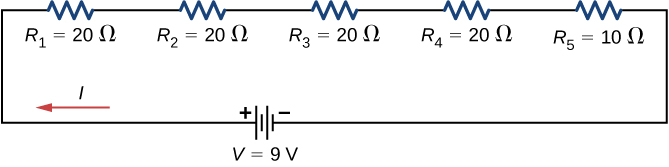 R₁ = 20 Ω R₂ = 20 Ω R₃ = 20 Ω R₄ = 20 Ω R₅ = 10 Ω
I
+ −
V = 9 V